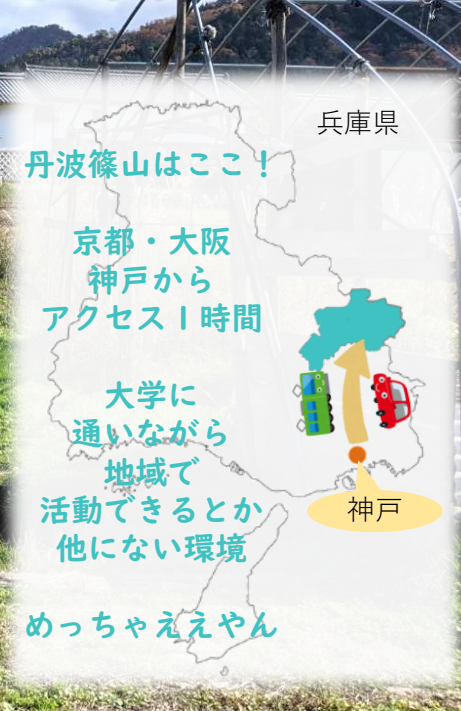 兵庫県
丹波篠山はここ！
京都・大阪
神戸から
アクセス１時間
大学に
通いながら
地域で
活動できるとか
他にない環境
めっちゃええやん
神戸